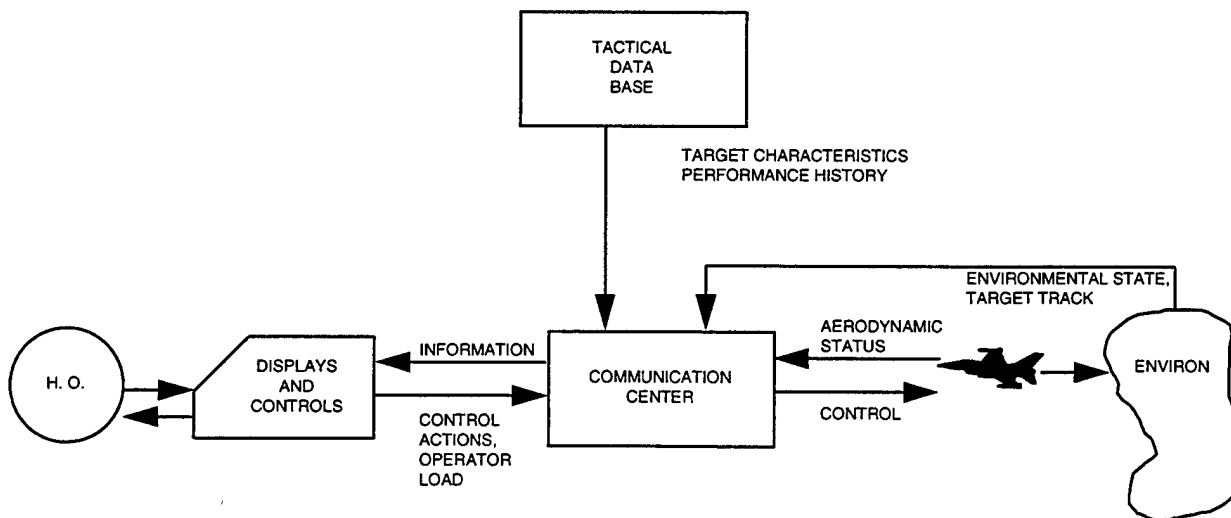 TACTICAL
DATA
BASE
TARGET CHARACTERISTICS
PERFORMANCE HISTORY
ENVIRONMENTAL STATE,
TARGET TRACK
H. O.
DISPLAYS
AND
CONTROLS
INFORMATION
CONTROL
ACTIONS,
OPERATOR
LOAD
COMMUNICATION
CENTER
AERODYNAMIC
STATUS
CONTROL
ENVIRON